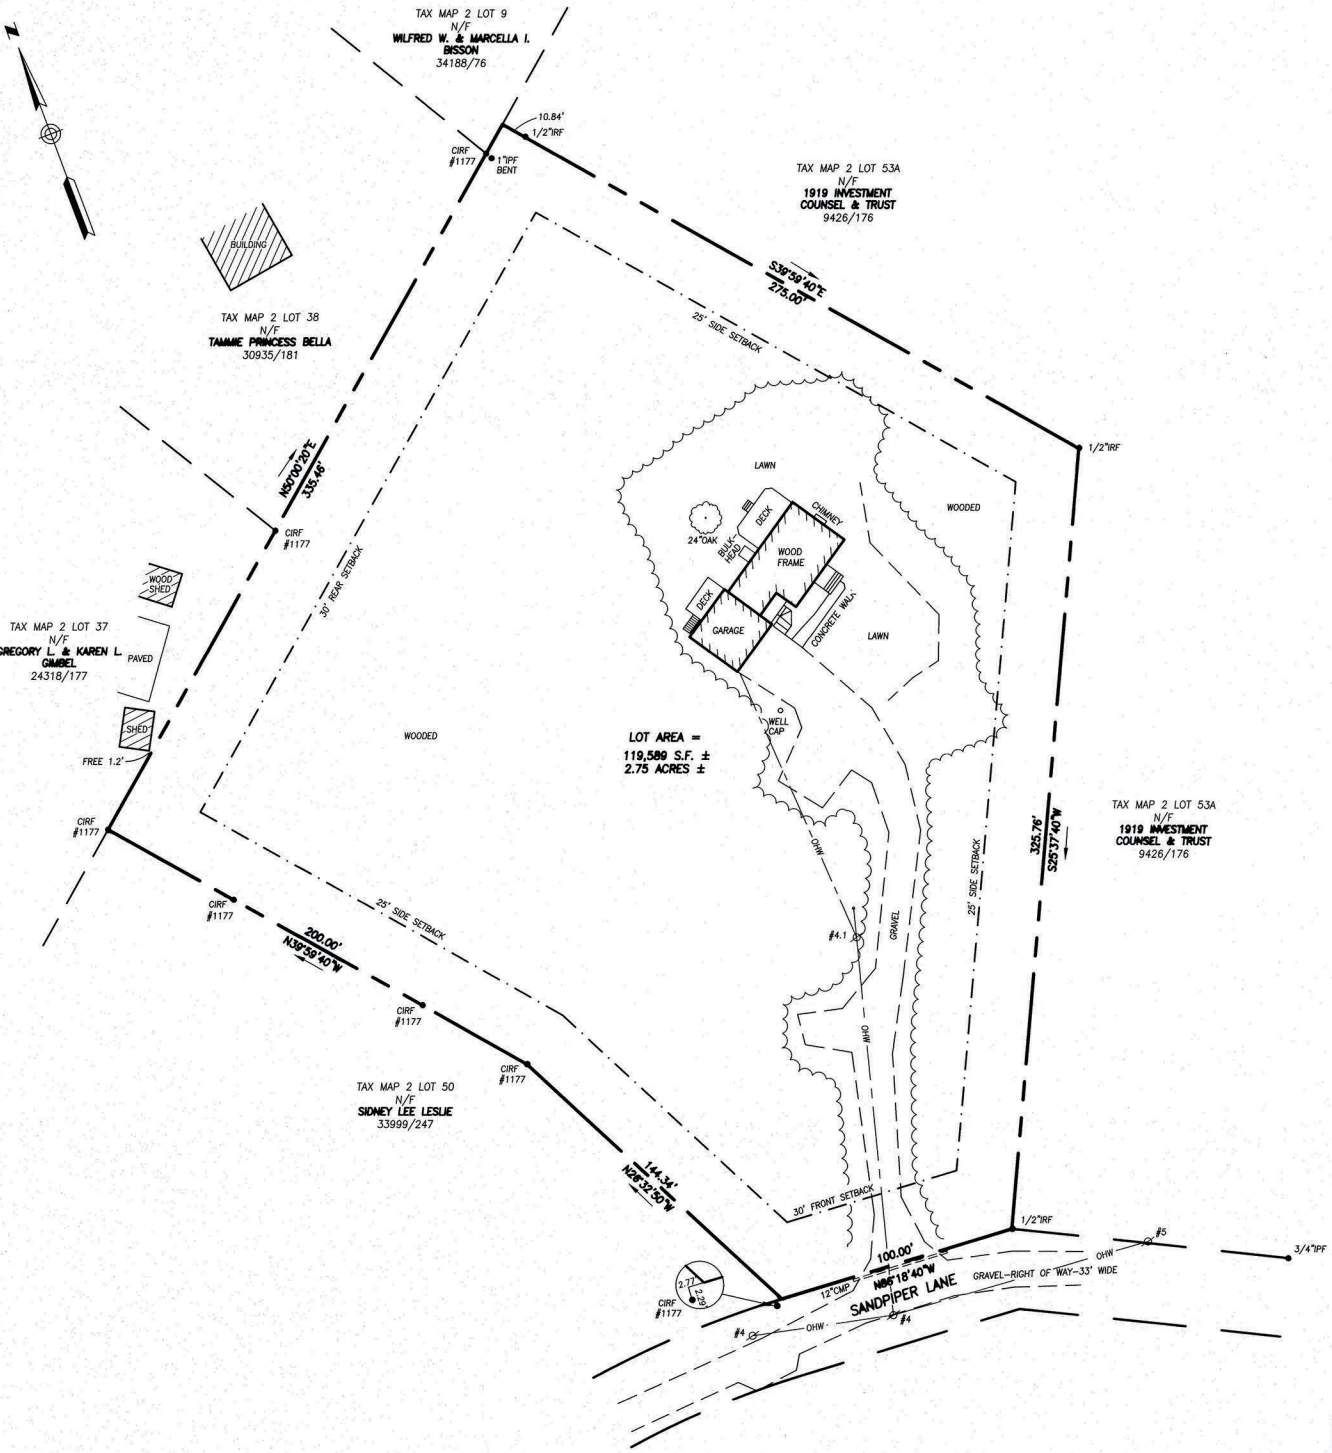 N
TAX MAP 2 LOT 9
N/F
WILFRED W. & MARCELLA I.
BISSON
34188/76
10.84'
1/2"IRF
CIRF
#1177
1"IPF
BENT
TAX MAP 2 LOT 53A
N/F
1919 INVESTMENT
COUNSEL & TRUST
9426/176
BUILDING
S39°59'40"E
275.00'
TAX MAP 2 LOT 38
N/F
TAMMIE PRINCESS BELLA
30935/181
25' SIDE SETBACK
1/2"IRF
N50°00'20"E
335.46'
LAWN
WOODED
CHIMNEY
DECK
24"OAK
BULK-
HEAD
WOOD
FRAME
CIRF
#1177
30' REAR SETBACK
WOOD
SHED
DECK
GARAGE
CONCRETE WALK
LAWN
TAX MAP 2 LOT 37
N/F
GREGORY L. & KAREN L.
GIMBEL
24318/177
PAVED
SHED
FREE 1.2'
WOODED
WELL
CAP
LOT AREA =
119,589 S.F. ±
2.75 ACRES ±
TAX MAP 2 LOT 53A
N/F
1919 INVESTMENT
COUNSEL & TRUST
9426/176
325.76'
S25°37'40"W
CIRF
#1177
OHW
25' SIDE SETBACK
CIRF
#1177
25' SIDE SETBACK
200.00'
N39°59'40"W
#4.1
GRAVEL
CIRF
#1177
OHW
CIRF
#1177
TAX MAP 2 LOT 50
N/F
SIDNEY LEE LESLIE
33999/247
144.34'
N26°32'50"W
30' FRONT SETBACK
1/2"IRF
#5
OHW
3/4"IPF
100.00'
N86°18'40"W
GRAVEL-RIGHT OF WAY-33' WIDE
12"CMP
SANDPIPER LANE
2.77'
2.29'
CIRF
#1177
#4
OHW
#4